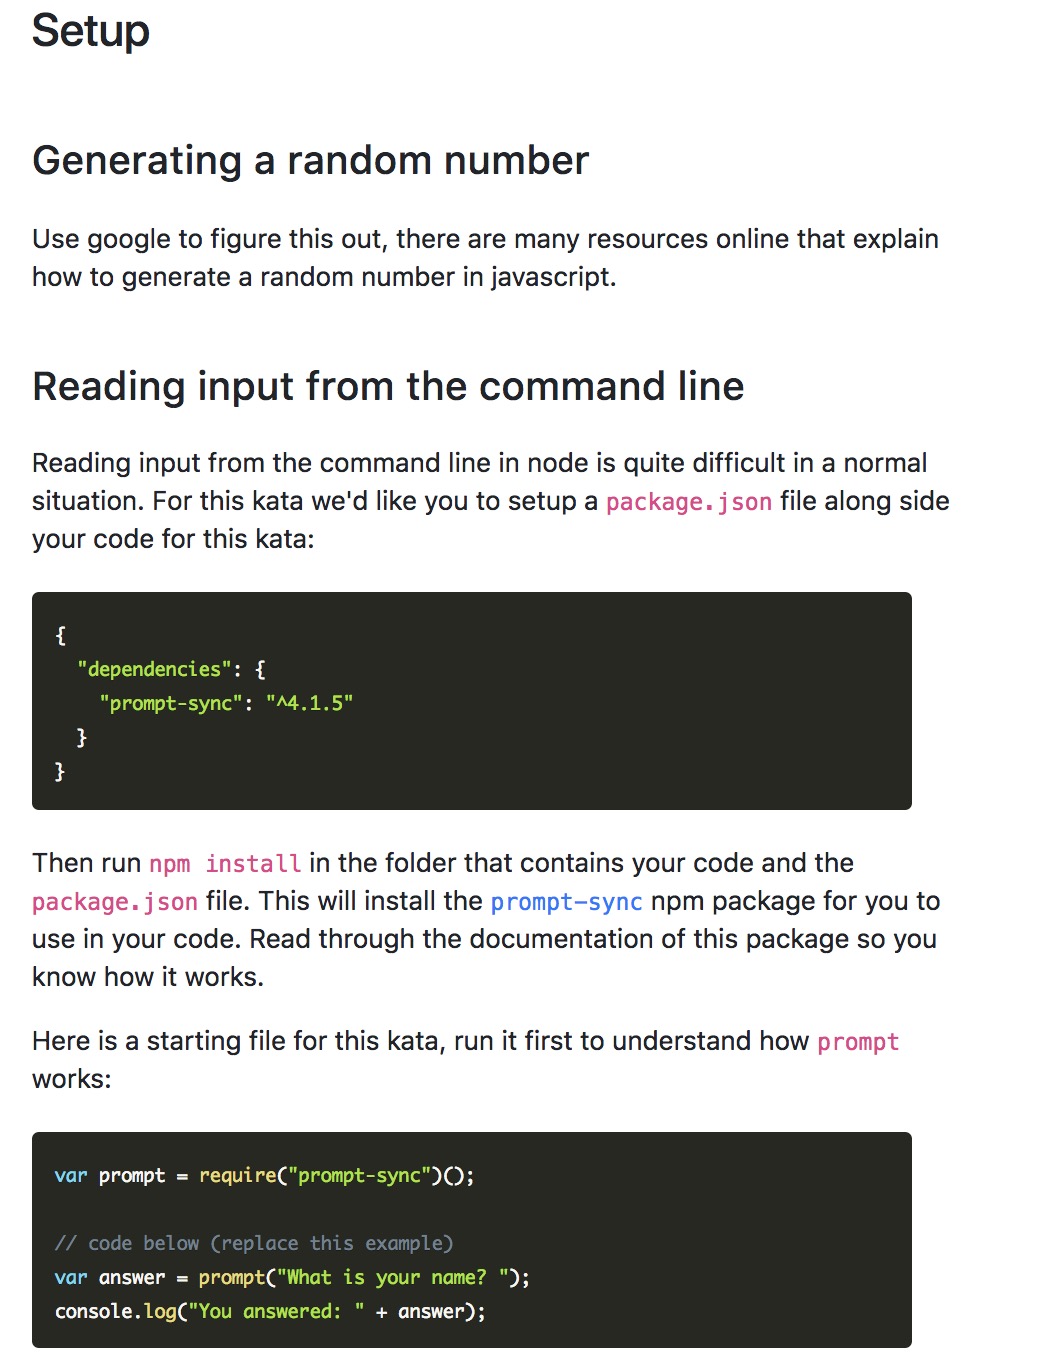 Setup
Generating a random number
Use google to figure this out, there are many resources online that explain
how to generate a random number in javascript.
Reading input from the command line
Reading input from the command line in node is quite difficult in a normal
situation. For this kata we'd like you to setup a package.json file along side
your code for this kata:
{
  "dependencies": {
    "prompt-sync": "^4.1.5"
  }
}
Then run npm install in the folder that contains your code and the
package.json file. This will install the prompt-sync npm package for you to
use in your code. Read through the documentation of this package so you
know how it works.
Here is a starting file for this kata, run it first to understand how prompt
works:
var prompt = require("prompt-sync")();
// code below (replace this example)
var answer = prompt("What is your name? ");
console.log("You answered: " + answer);